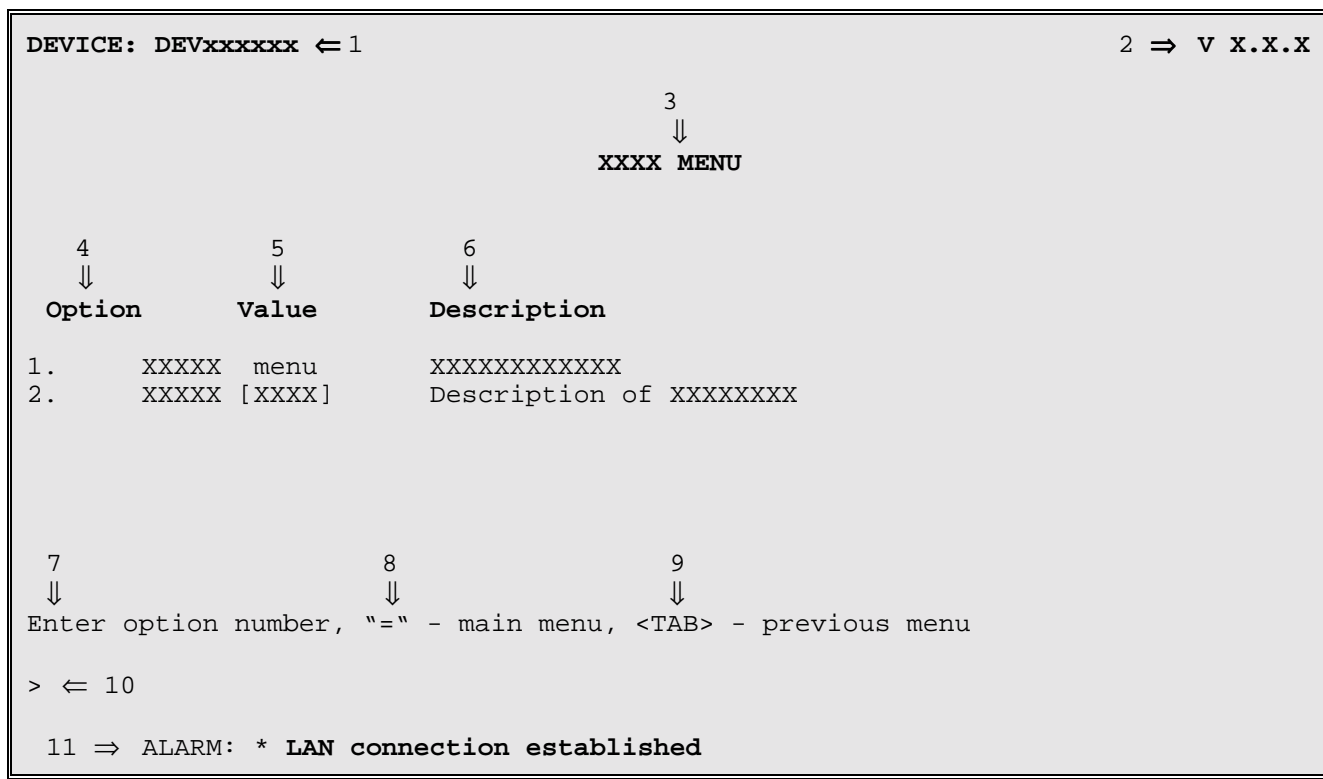 DEVICE: DEVxxxxxx ⇐ 1 2 ⇒ V X.X.X
3
⇓
XXXX MENU
4 5 6
⇓ ⇓ ⇓
Option Value Description
1. XXXXX menu XXXXXXXXXXXX
2. XXXXX [XXXX] Description of XXXXXXXX
7 8 9
⇓ ⇓ ⇓
Enter option number, “=“ - main menu, <TAB> - previous menu
> ⇐ 10
11 ⇒ ALARM: * LAN connection established